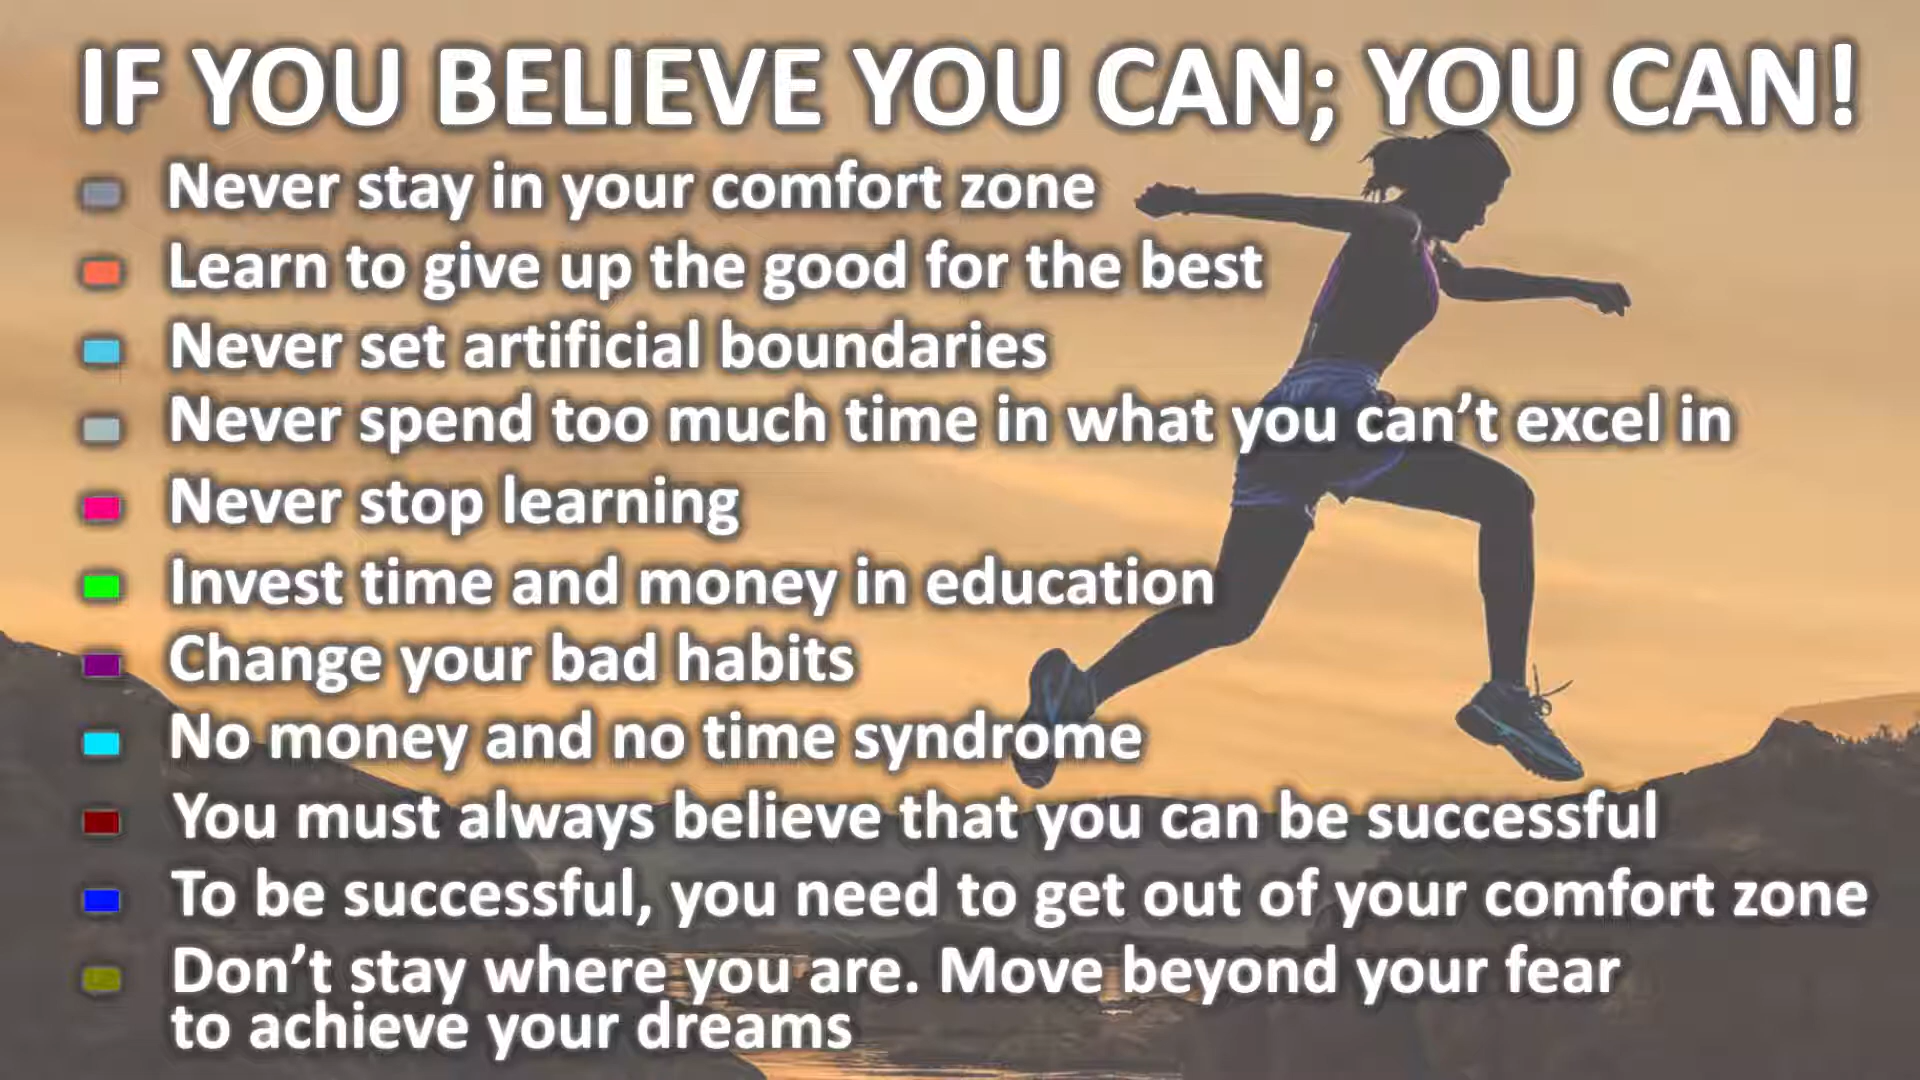 IF YOU BELIEVE YOU CAN; YOU CAN!
Never stay in your comfort zone
Learn to give up the good for the best
Never set artificial boundaries
Never spend too much time in what you can’t excel in
Never stop learning
Invest time and money in education
Change your bad habits
No money and no time syndrome
You must always believe that you can be successful
To be successful, you need to get out of your comfort zone
Don’t stay where you are. Move beyond your fear
to achieve your dreams